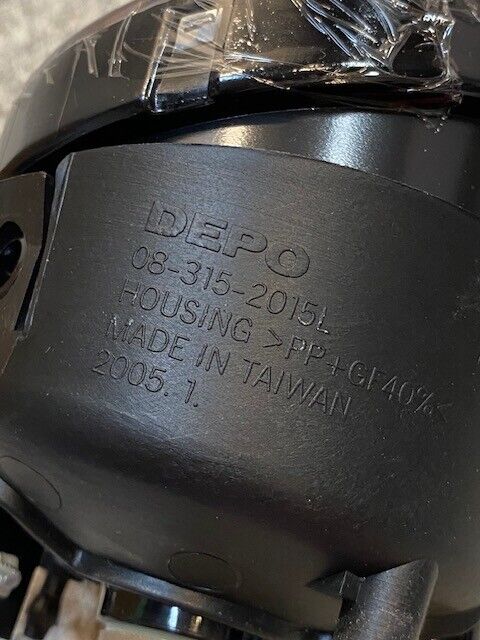 DEPO
08-315-2015L
HOUSING >PP+GF40%<
MADE IN TAIWAN
2005.1.